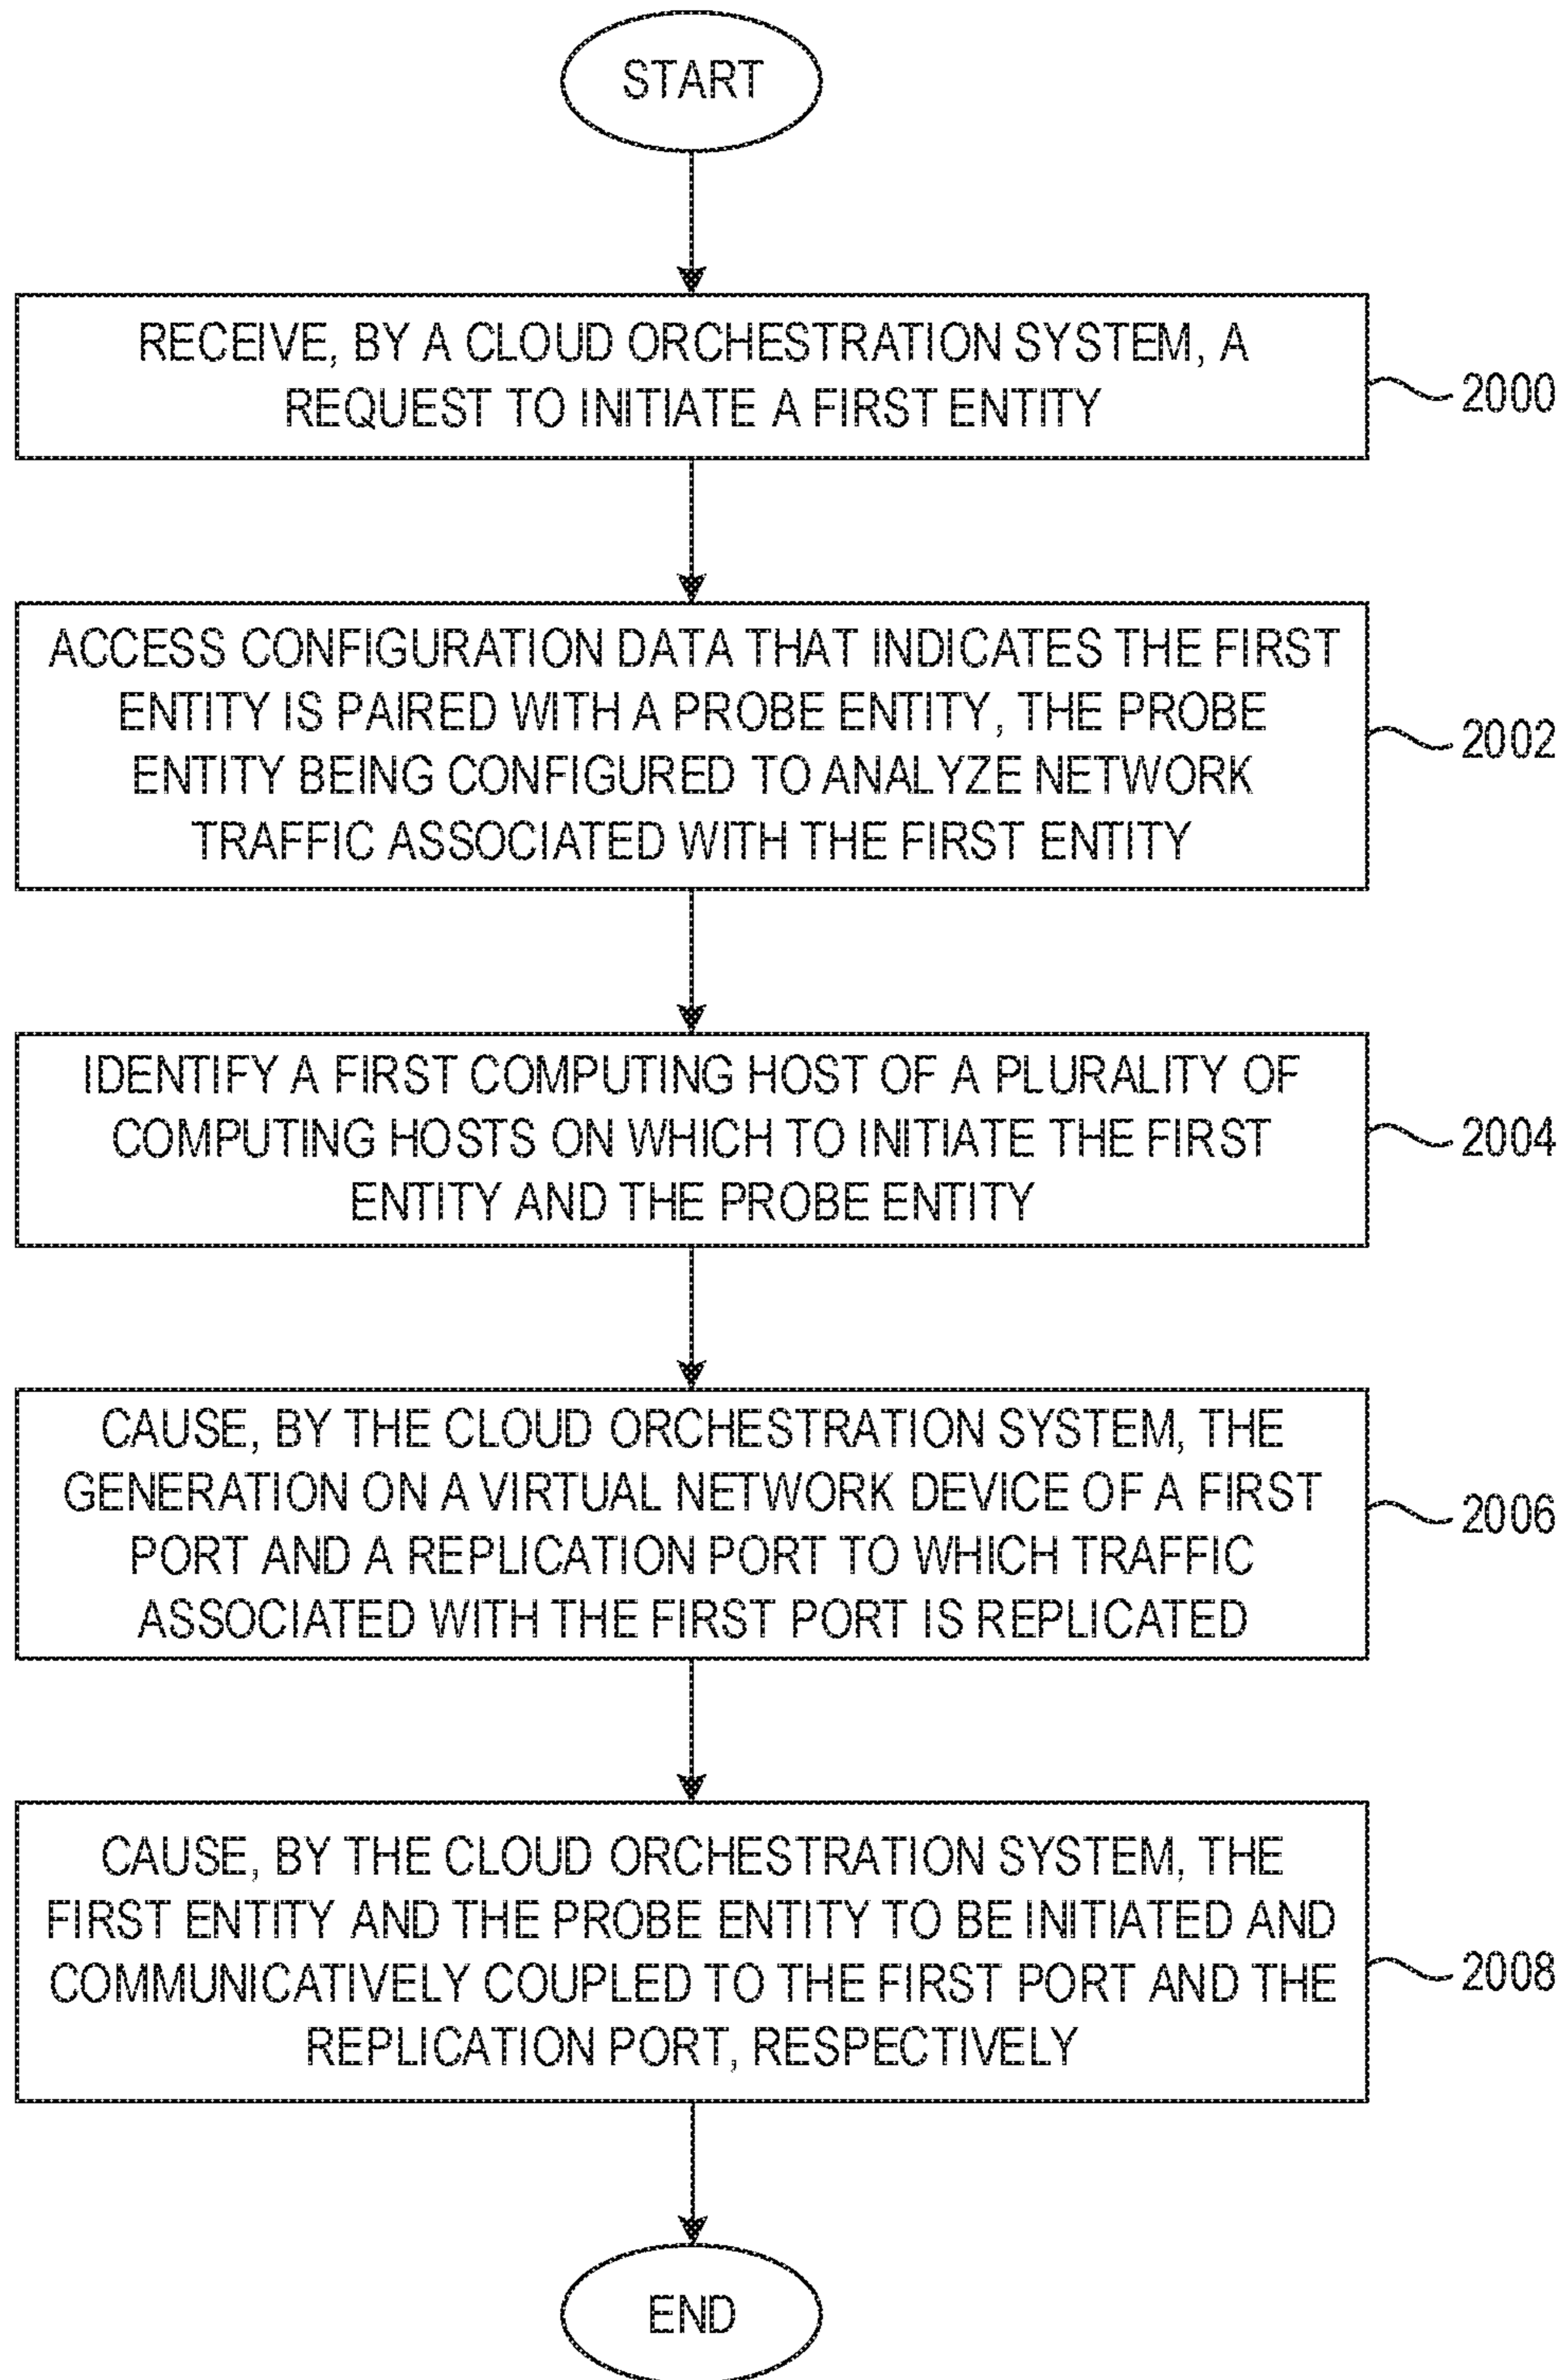 START
RECEIVE, BY A CLOUD ORCHESTRATION SYSTEM, A
REQUEST TO INITIATE A FIRST ENTITY
2000
ACCESS CONFIGURATION DATA THAT INDICATES THE FIRST
ENTITY IS PAIRED WITH A PROBE ENTITY, THE PROBE
ENTITY BEING CONFIGURED TO ANALYZE NETWORK
TRAFFIC ASSOCIATED WITH THE FIRST ENTITY
2002
IDENTIFY A FIRST COMPUTING HOST OF A PLURALITY OF
COMPUTING HOSTS ON WHICH TO INITIATE THE FIRST
ENTITY AND THE PROBE ENTITY
2004
CAUSE, BY THE CLOUD ORCHESTRATION SYSTEM, THE
GENERATION ON A VIRTUAL NETWORK DEVICE OF A FIRST
PORT AND A REPLICATION PORT TO WHICH TRAFFIC
ASSOCIATED WITH THE FIRST PORT IS REPLICATED
2006
CAUSE, BY THE CLOUD ORCHESTRATION SYSTEM, THE
FIRST ENTITY AND THE PROBE ENTITY TO BE INITIATED AND
COMMUNICATIVELY COUPLED TO THE FIRST PORT AND THE
REPLICATION PORT, RESPECTIVELY
2008
END